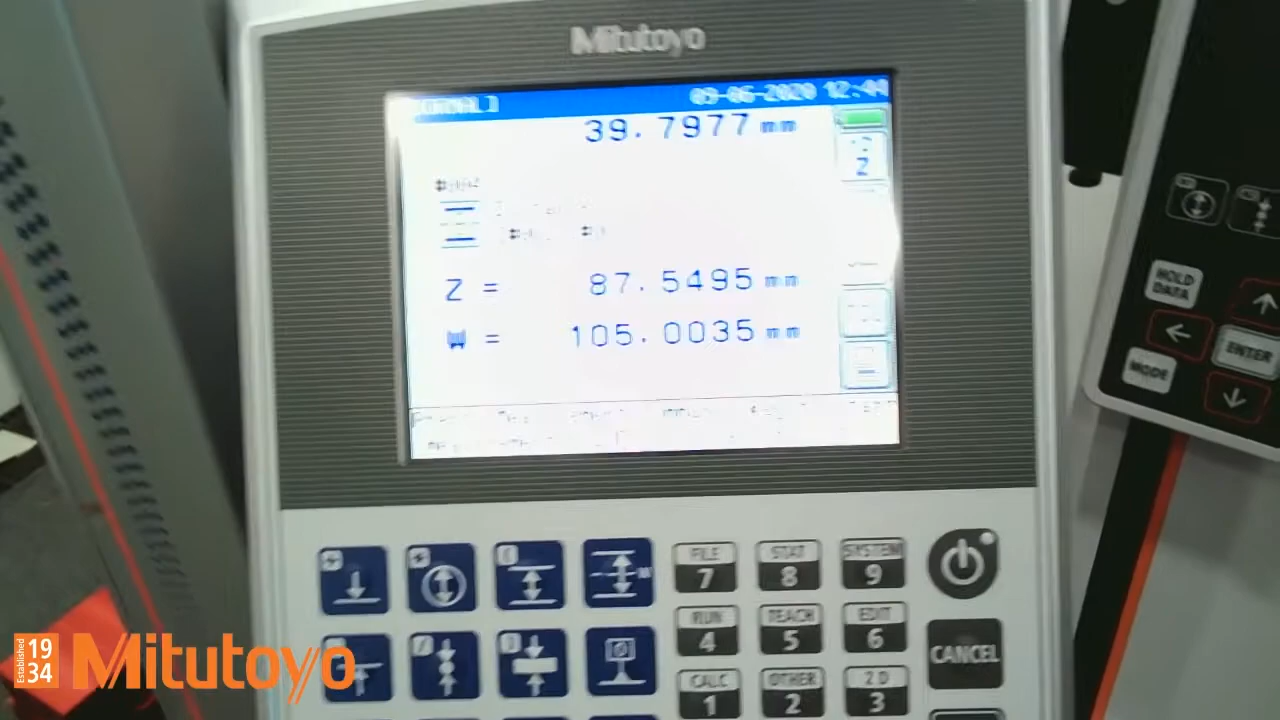 Mitutoyo
09-06-2020 12:44
39.7977 mm
Z
Z = 87.5495 mm
W = 105.0035 mm
HOLD DATA
ENTER
MODE
FILE STAT SYSTEM
7 8 9
M
RUN TEACH EDIT
4 5 6
CANCEL
CALC OTHER 2D
1 2 3
Established 1934 Mitutoyo